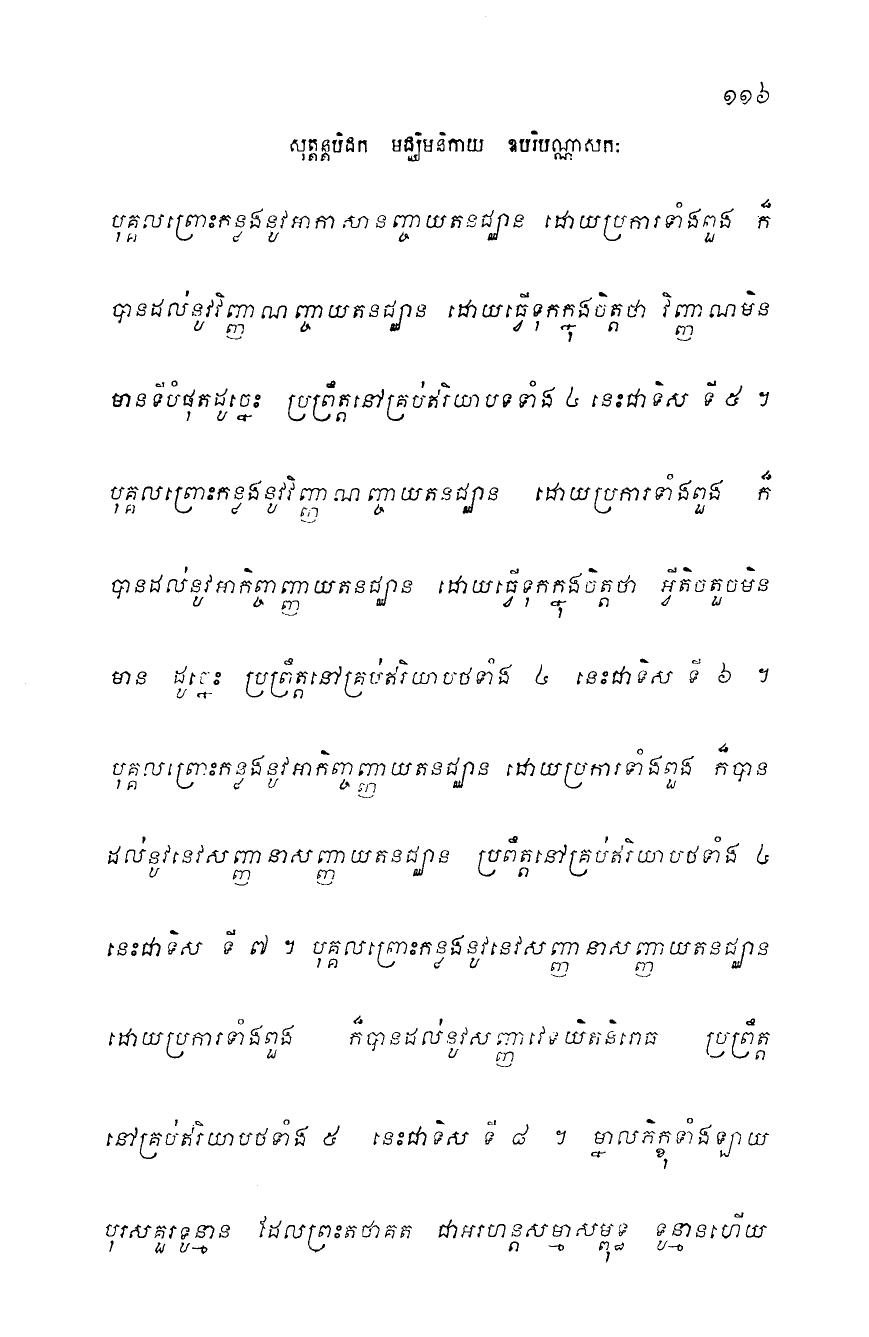 ១១៦
សុត្តន្តបិដក មជ្ឈិមនិកាយ ឧបរិបណ្ណាសកៈ
បុគ្គលព្រោះកន្លងនូវអាកាសានញ្ចាយតនជ្ឈាន ដោយប្រការទាំងពួង ក៏
បានដល់នូវវិញ្ញាណញ្ចាយតនជ្ឈាន ដោយធ្វើទុកក្នុងចិត្តថា វិញ្ញាណមិន
មានទីបំផុតដូច្នេះ ប្រព្រឹត្តនៅគ្រប់ឥរិយាបទទាំង ៤ នេះជាទិស ទី ៥ ។
បុគ្គលព្រោះកន្លងនូវវិញ្ញាណញ្ចាយតនជ្ឈាន ដោយប្រការទាំងពួង ក៏
បានដល់នូវអាកិញ្ចញ្ញាយតនជ្ឈាន ដោយធ្វើទុកក្នុងចិត្តថា អ្វីតិចតួចមិន
មាន ដូច្នេះ ប្រព្រឹត្តនៅគ្រប់ឥរិយាបថទាំង ៤ នេះជាទិស ទី ៦ ។
បុគ្គលព្រោះកន្លងនូវអាកិញ្ចញ្ញាយតនជ្ឈាន ដោយប្រការទាំងពួង ក៏បាន
ដល់នូវនេវសញ្ញានាសញ្ញាយតនជ្ឈាន ប្រពឹត្តនៅគ្រប់ឥរិយាបថទាំង ៤
នេះជាទិស ទី ៧ ។ បុគ្គលព្រោះកន្លងនូវនេវសញ្ញានាសញ្ញាយតនជ្ឈាន
ដោយប្រការទាំងពួង ក៏បានដល់នូវសញ្ញាវេទយិតនិរោធ ប្រព្រឹត្ត
នៅគ្រប់ឥរិយាបថទាំង ៥ នេះជាទិស ទី ៨ ។ ម្នាលភិក្ខុទាំងឡាយ
បុរសគួរទូន្មាន ដែលព្រះតថាគត ជាអរហន្តសម្មាសម្ពុទ្ធ ទូន្មានហើយ